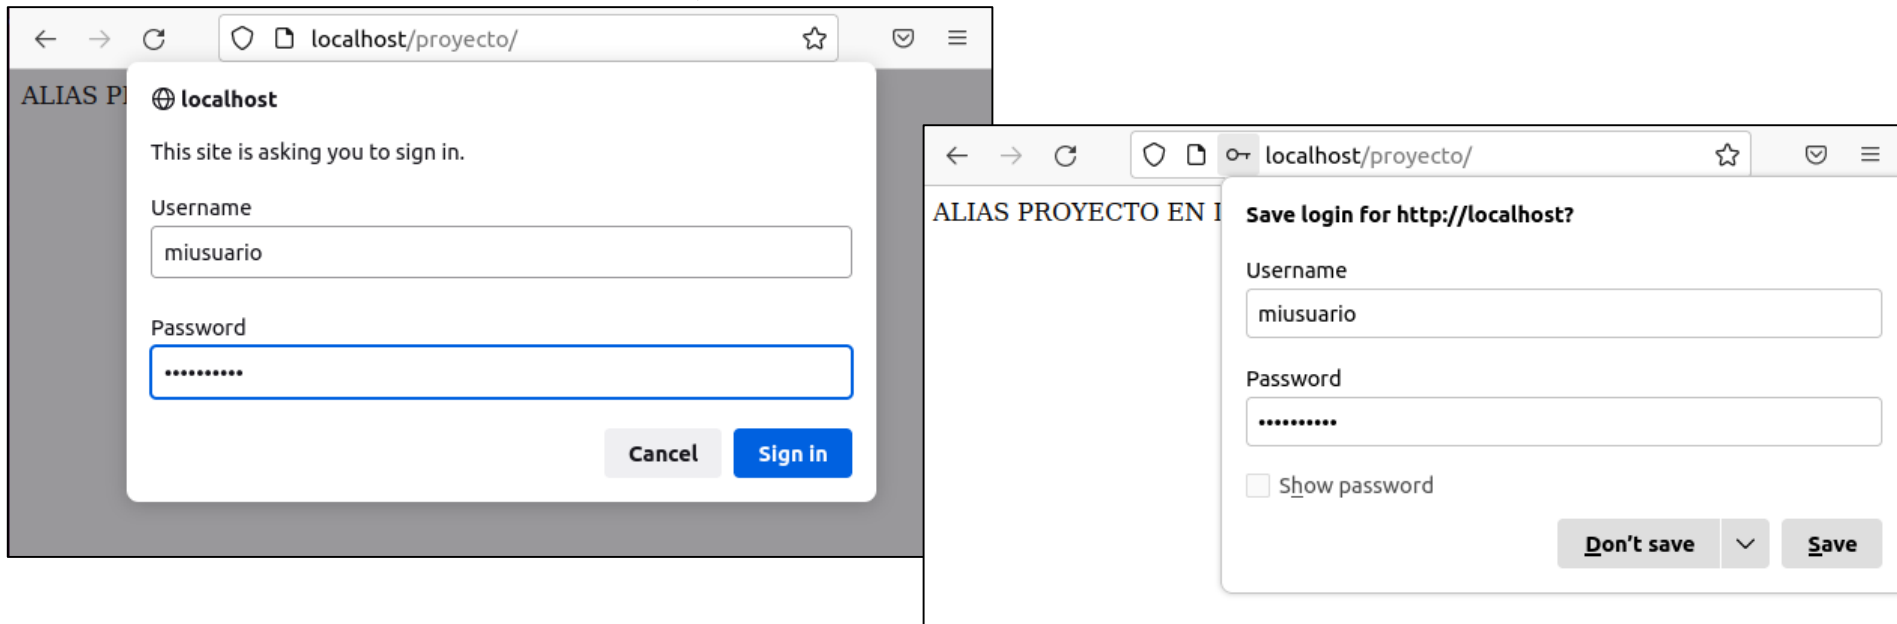 localhost/proyecto/
ALIAS P
localhost
This site is asking you to sign in.
Username
miusuario
Password
••••••••••
Cancel
Sign in
localhost/proyecto/
ALIAS PROYECTO EN
Save login for http://localhost?
Username
miusuario
Password
••••••••••
Show password
Don't save
Save